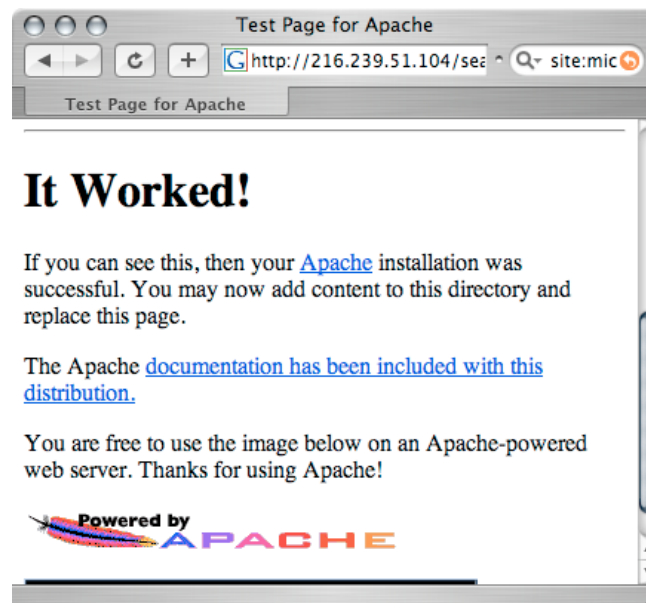 Test Page for Apache
http://216.239.51.104/sea
site:mic
Test Page for Apache
It Worked!
If you can see this, then your Apache installation was
successful. You may now add content to this directory and
replace this page.
The Apache documentation has been included with this
distribution.
You are free to use the image below on an Apache-powered
web server. Thanks for using Apache!
Powered by
APACHE